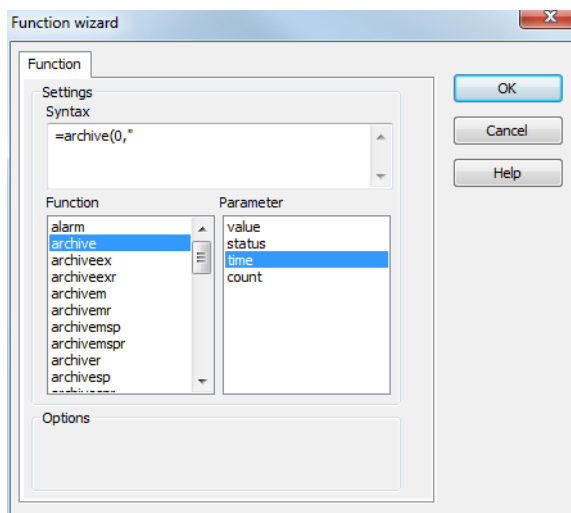 Function wizard
Function
OK
Cancel
Help
Settings
Syntax
=archive(0,"
Function
Parameter
alarm
archive
archiveex
archiveexr
archivem
archivemr
archivemsp
archivemspr
archiver
archivesp
value
status
time
count
Options